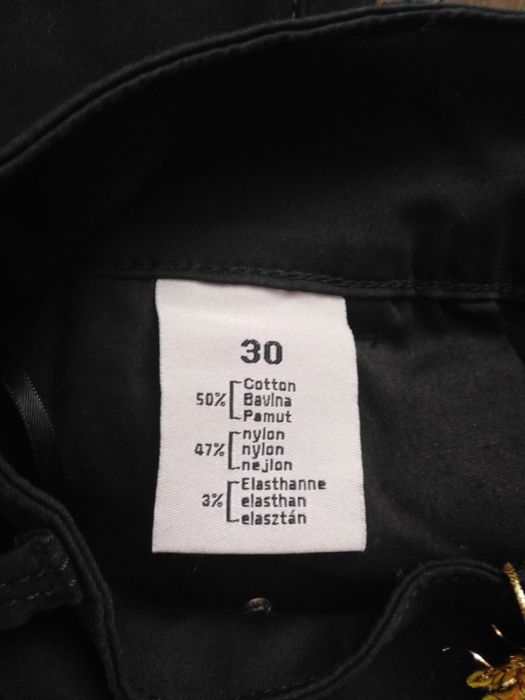 30
50% Cotton
Bavlna
Pamut
47% nylon
nylon
nejlon
3% Elasthanne
elasthan
elasztán